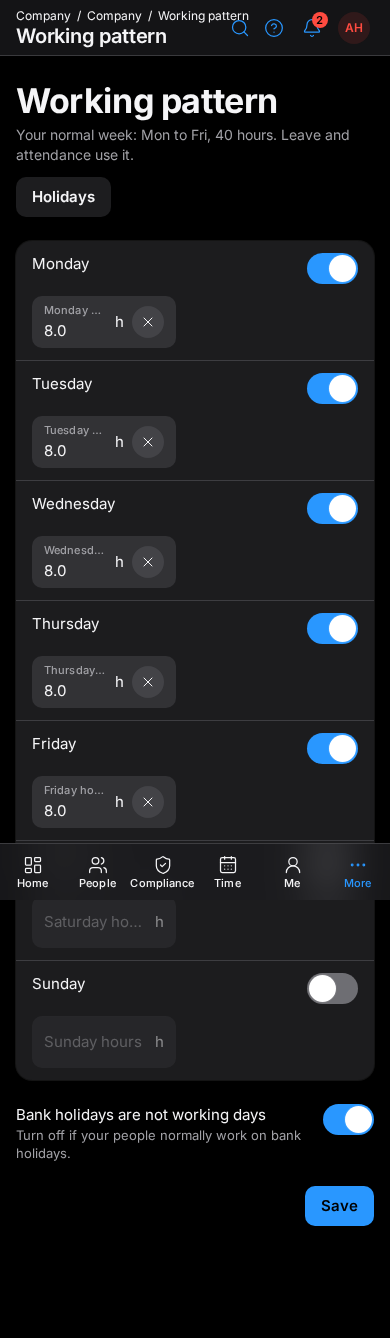 Company / Company / Working pattern
Working pattern
2
AH
Working pattern
Your normal week: Mon to Fri, 40 hours. Leave and
attendance use it.
Holidays
Monday
Monday ...
8.0 h
Tuesday
Tuesday ...
8.0 h
Wednesday
Wednesd...
8.0 h
Thursday
Thursday...
8.0 h
Friday
Friday ho...
8.0 h
Home People Compliance Time Me More
Saturday ho... h
Sunday
Sunday hours h
Bank holidays are not working days
Turn off if your people normally work on bank
holidays.
Save